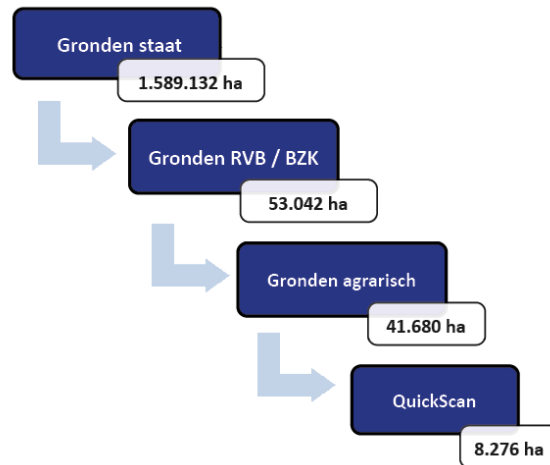 Gronden staat
1.589.132 ha
Gronden RVB / BZK
53.042 ha
Gronden agrarisch
41.680 ha
QuickScan
8.276 ha